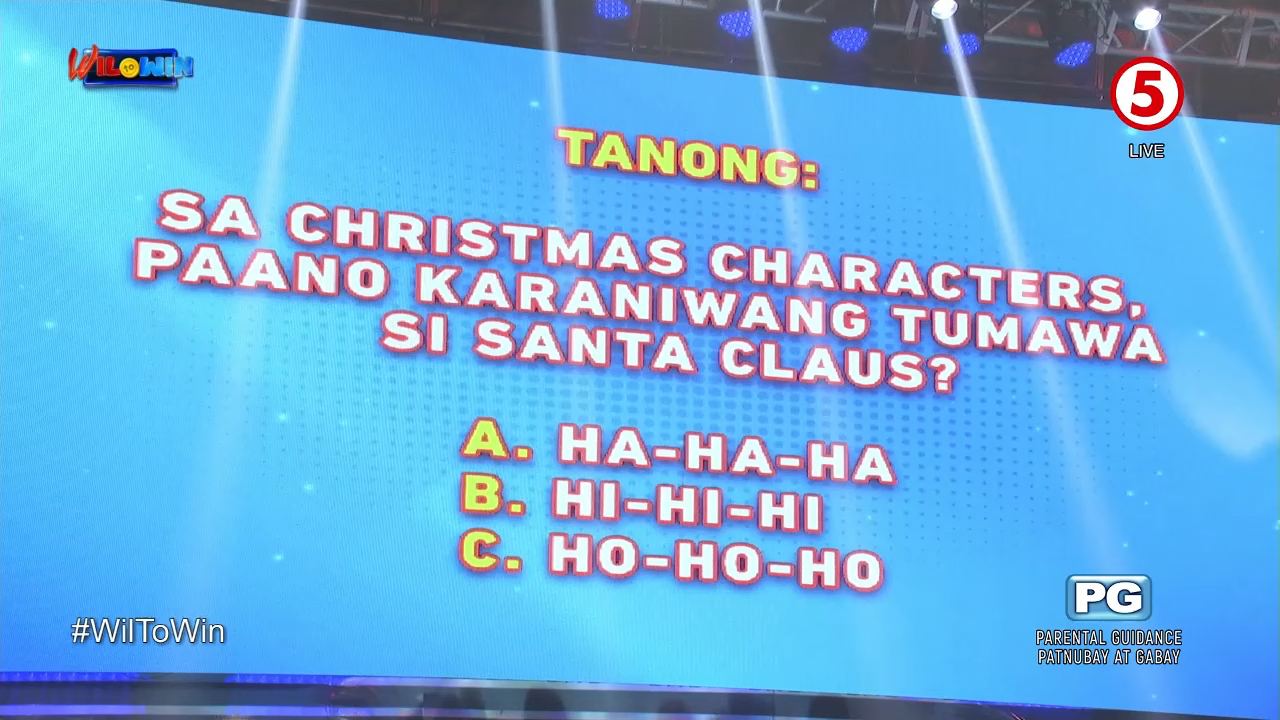 WIL to WIN
5
LIVE
TANONG:
SA CHRISTMAS CHARACTERS,
PAANO KARANIWANG TUMAWA
SI SANTA CLAUS?
A. HA-HA-HA
B. HI-HI-HI
C. HO-HO-HO
#WilToWin
PG
PARENTAL GUIDANCE
PATNUBAY AT GABAY